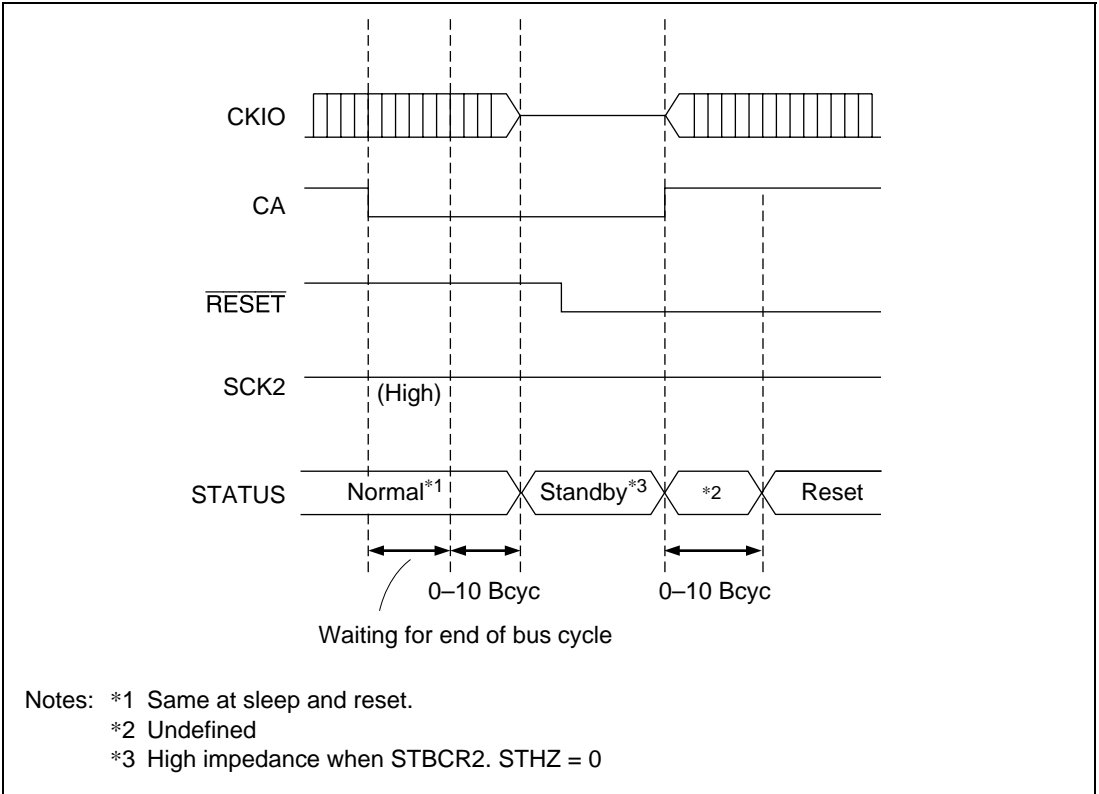 CKIO
CA
RESET
SCK2
(High)
STATUS
Normal*1
Standby*3
*2
Reset
0–10 Bcyc
0–10 Bcyc
Waiting for end of bus cycle
Notes: *1 Same at sleep and reset.
*2 Undefined
*3 High impedance when STBCR2. STHZ = 0